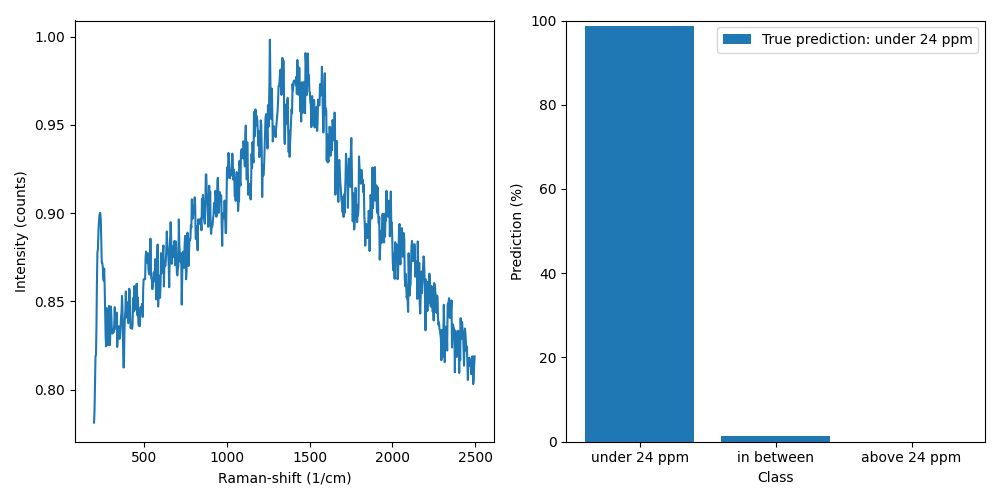 1.00
0.95
0.90
0.85
0.80
Intensity (counts)
500
1000
1500
2000
2500
Raman-shift (1/cm)
100
80
60
40
20
0
Prediction (%)
True prediction: under 24 ppm
under 24 ppm
in between
above 24 ppm
Class